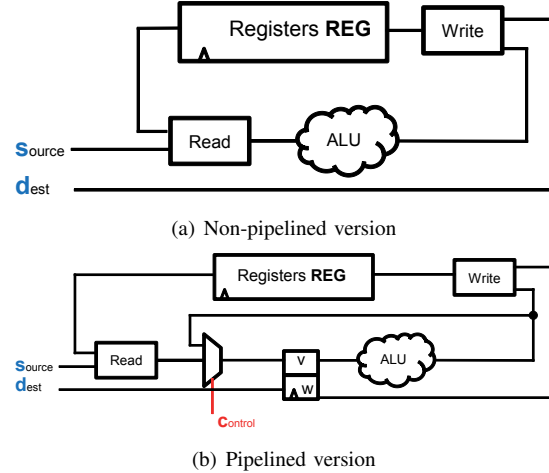 Registers REG
Write
Read
ALU
source
dest
(a) Non-pipelined version
Registers REG
Write
Read
v
ALU
source
dest
w
control
(b) Pipelined version